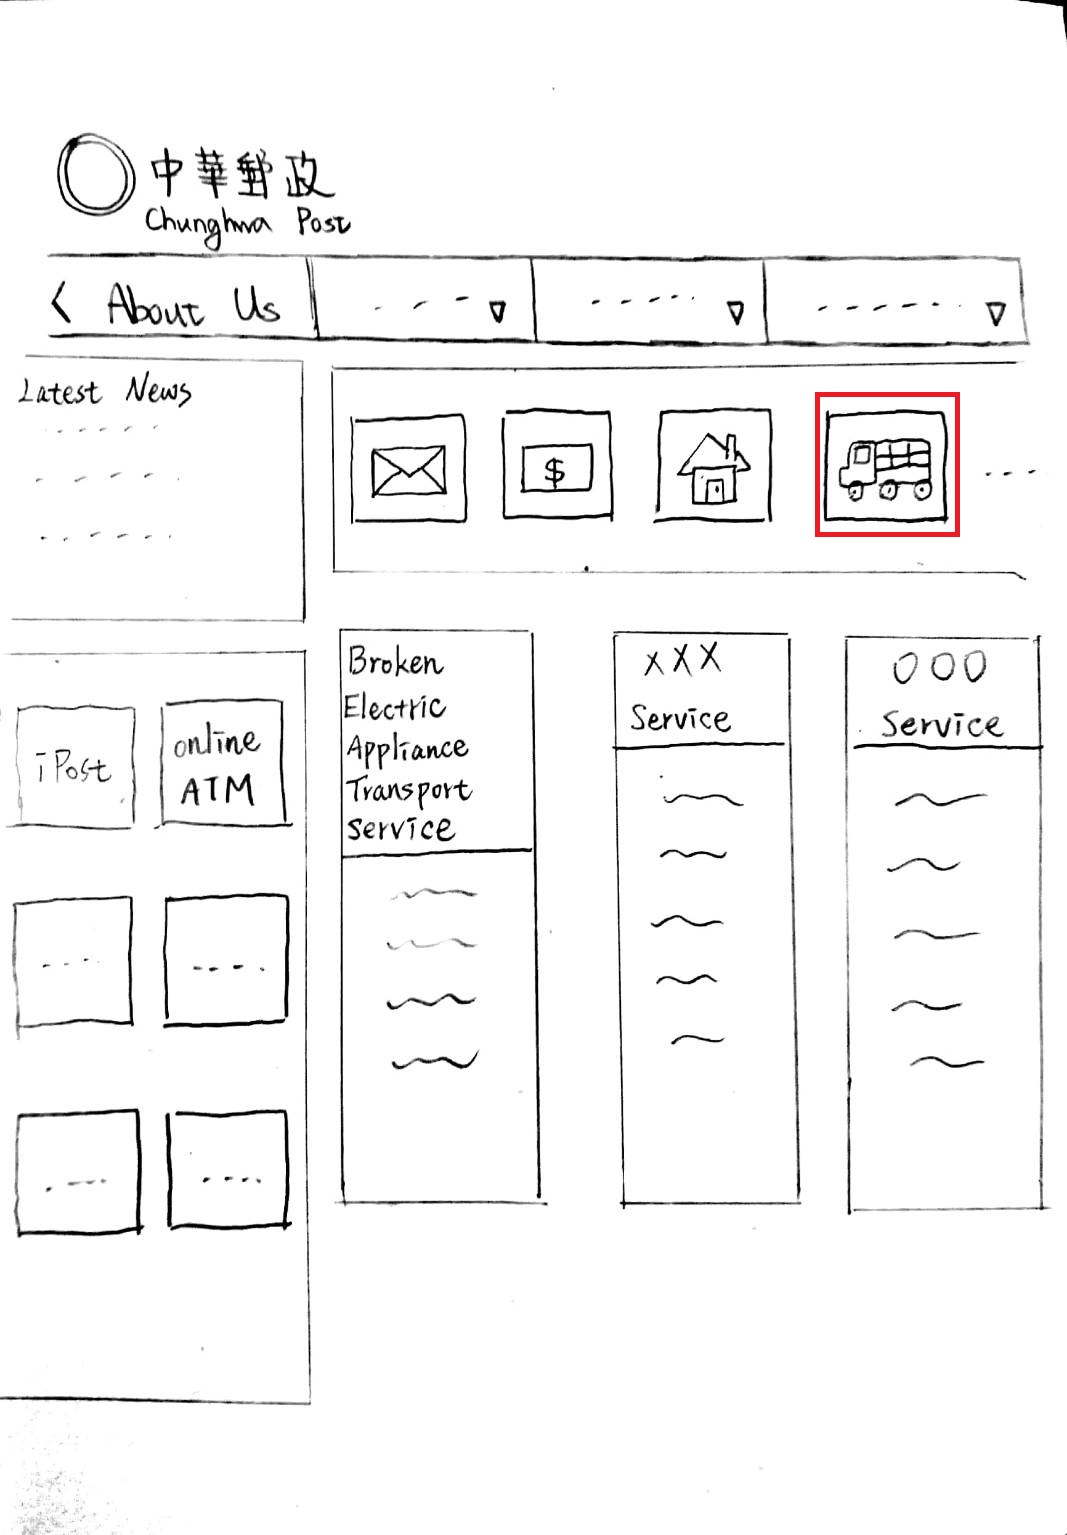 中華郵政
Chunghwa Post
< About Us
Latest News
$
iPost
online
ATM
Broken
Electric
Appliance
Transport
Service
XXX
Service
OOO
Service